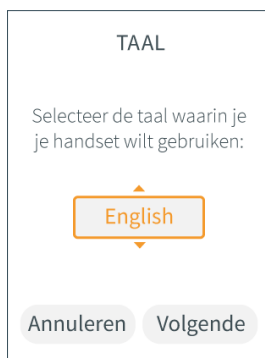 TAAL
Selecteer de taal waarin je
je handset wilt gebruiken:
English
Annuleren Volgende